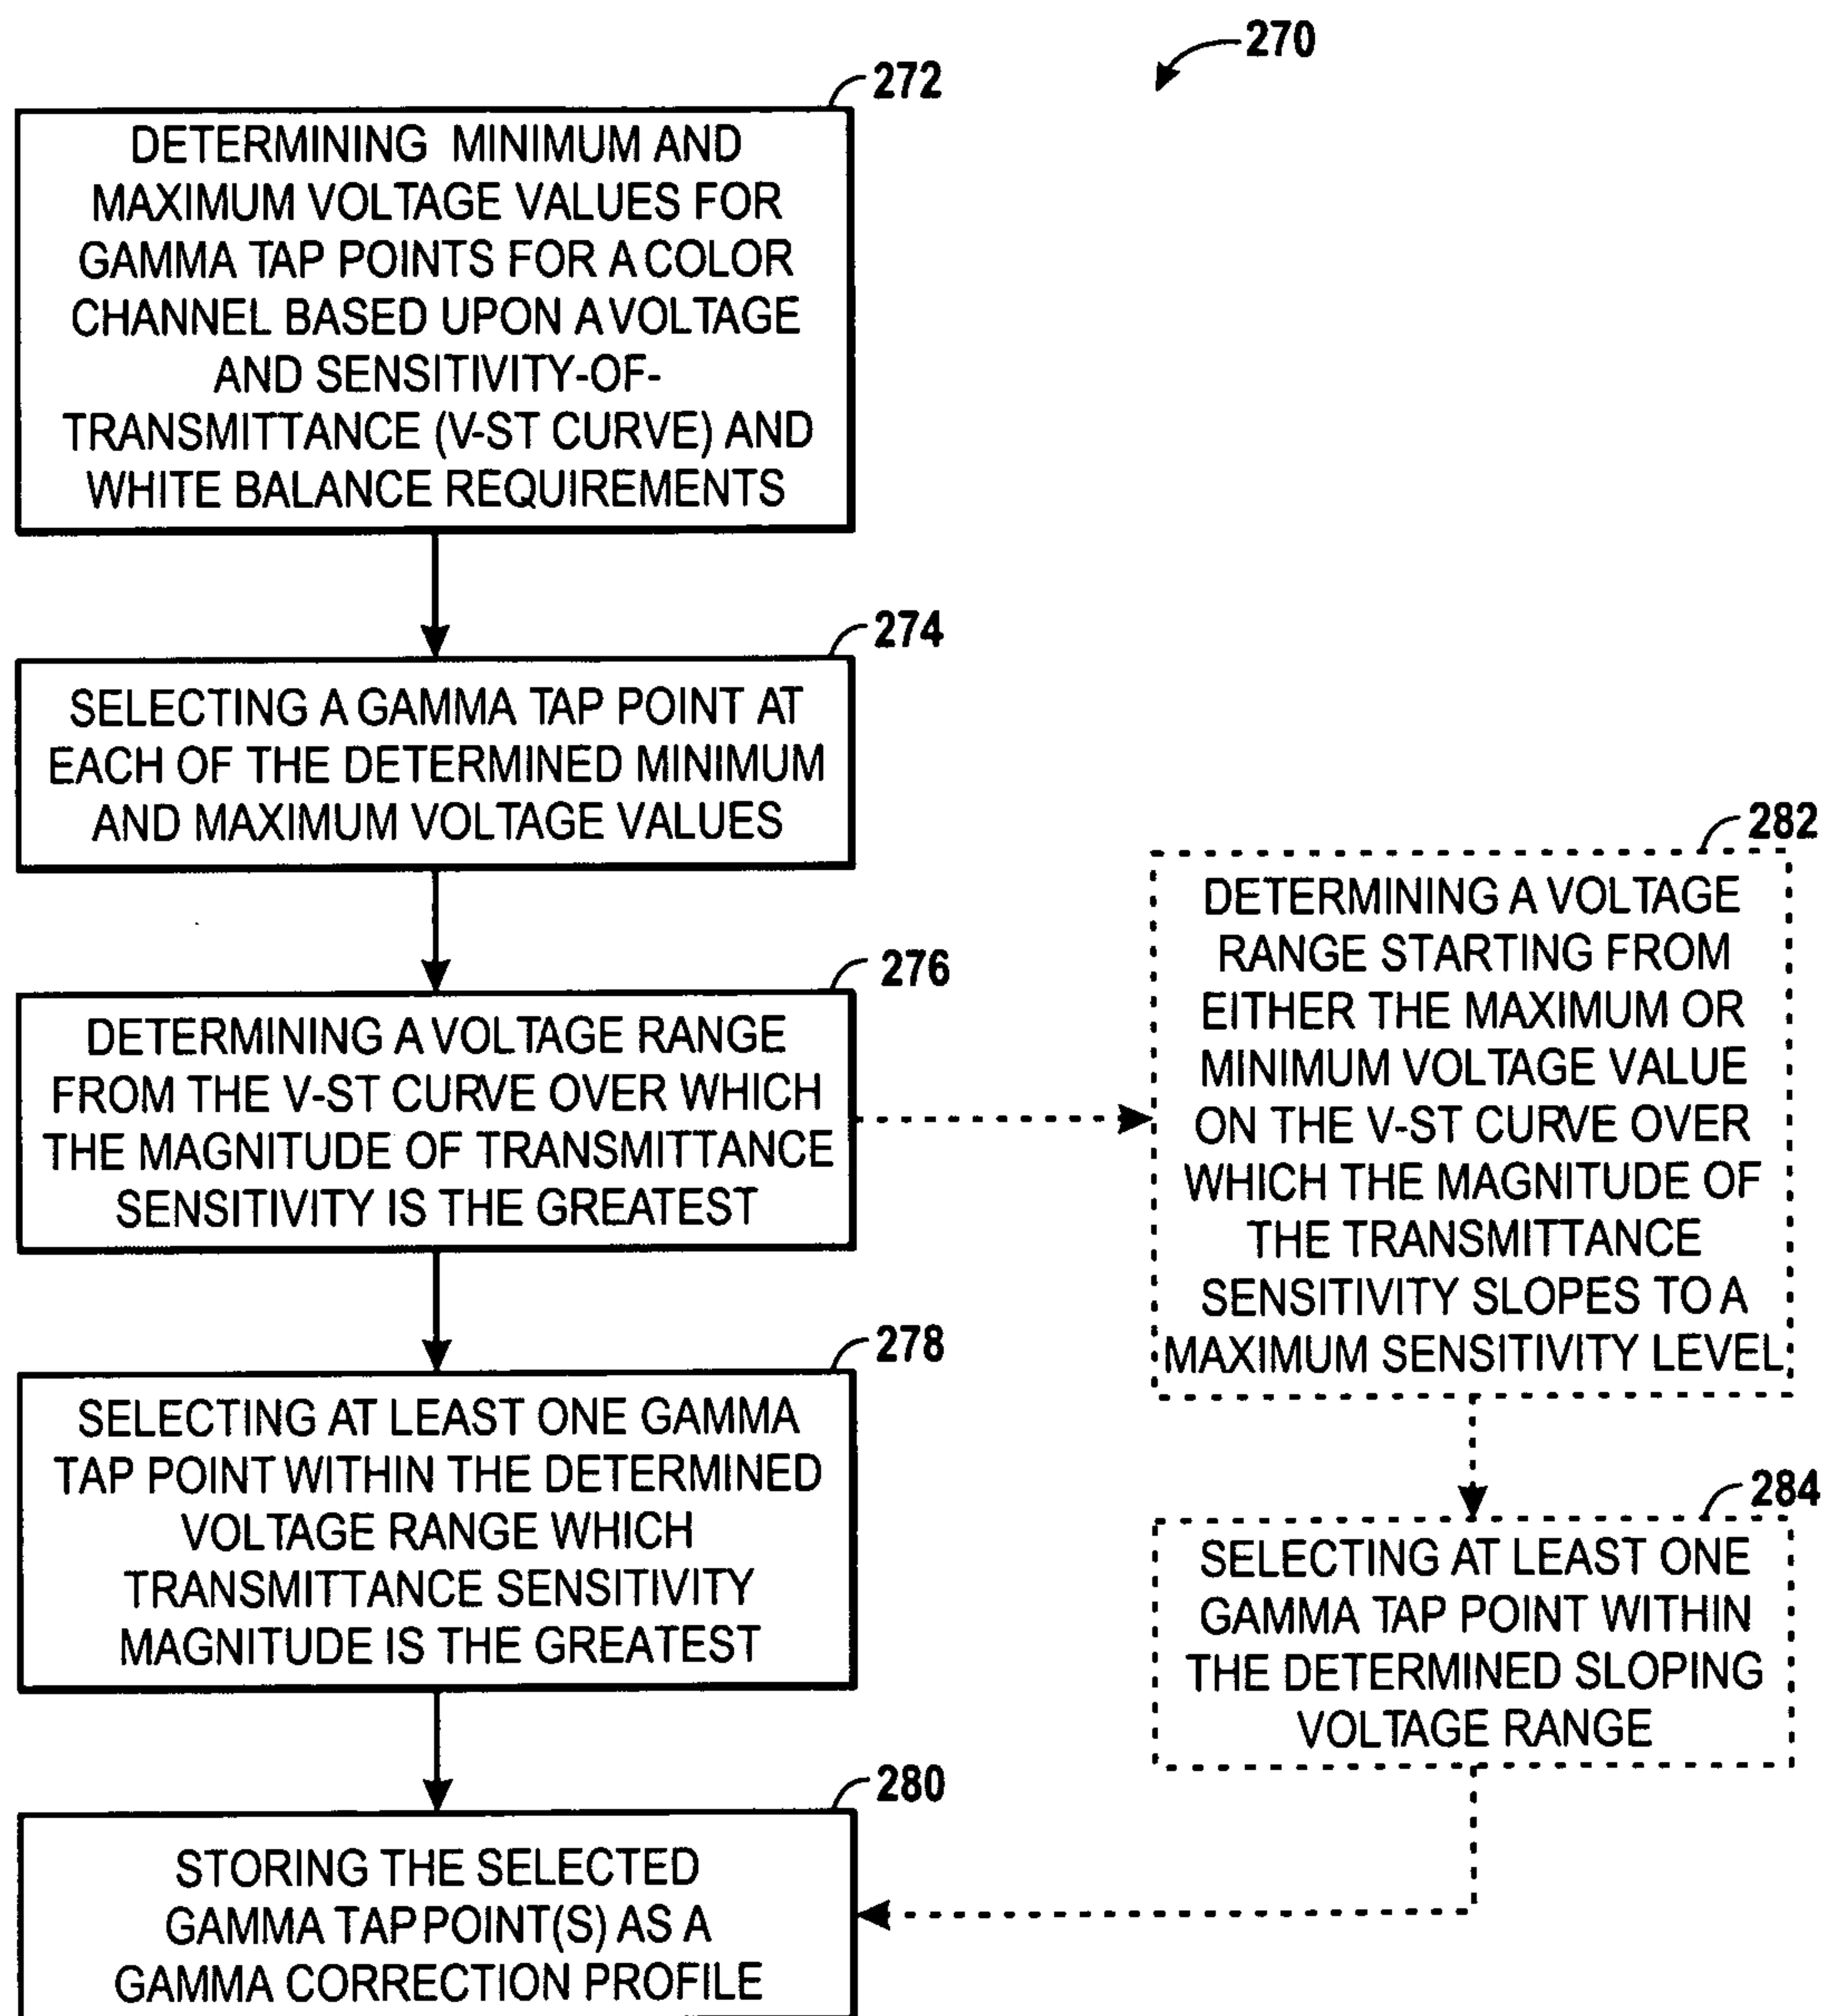 270
272
DETERMINING MINIMUM AND
MAXIMUM VOLTAGE VALUES FOR
GAMMA TAP POINTS FOR A COLOR
CHANNEL BASED UPON A VOLTAGE
AND SENSITIVITY-OF-
TRANSMITTANCE (V-ST CURVE) AND
WHITE BALANCE REQUIREMENTS
274
SELECTING A GAMMA TAP POINT AT
EACH OF THE DETERMINED MINIMUM
AND MAXIMUM VOLTAGE VALUES
276
DETERMINING A VOLTAGE RANGE
FROM THE V-ST CURVE OVER WHICH
THE MAGNITUDE OF TRANSMITTANCE
SENSITIVITY IS THE GREATEST
278
SELECTING AT LEAST ONE GAMMA
TAP POINT WITHIN THE DETERMINED
VOLTAGE RANGE WHICH
TRANSMITTANCE SENSITIVITY
MAGNITUDE IS THE GREATEST
280
STORING THE SELECTED
GAMMA TAP POINT(S) AS A
GAMMA CORRECTION PROFILE
282
DETERMINING A VOLTAGE
RANGE STARTING FROM
EITHER THE MAXIMUM OR
MINIMUM VOLTAGE VALUE
ON THE V-ST CURVE OVER
WHICH THE MAGNITUDE OF
THE TRANSMITTANCE
SENSITIVITY SLOPES TO A
MAXIMUM SENSITIVITY LEVEL
284
SELECTING AT LEAST ONE
GAMMA TAP POINT WITHIN
THE DETERMINED SLOPING
VOLTAGE RANGE